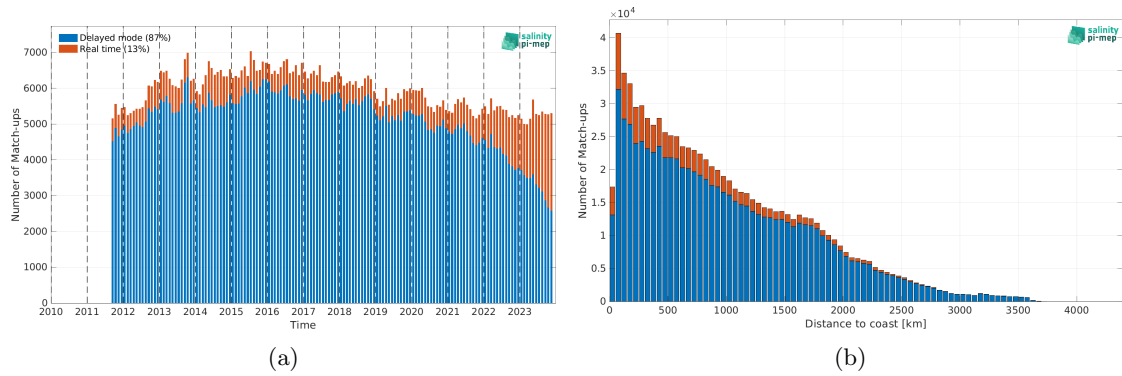 Delayed mode (87%)
Real time (13%)
salinity
pi-mep
Number of Match-ups
7000
6000
5000
4000
3000
2000
1000
0
2010 2011 2012 2013 2014 2015 2016 2017 2018 2019 2020 2021 2022 2023
Time
(a)
×10⁴
salinity
pi-mep
Number of Match-ups
4
3.5
3
2.5
2
1.5
1
0.5
0
0 500 1000 1500 2000 2500 3000 3500 4000
Distance to coast [km]
(b)